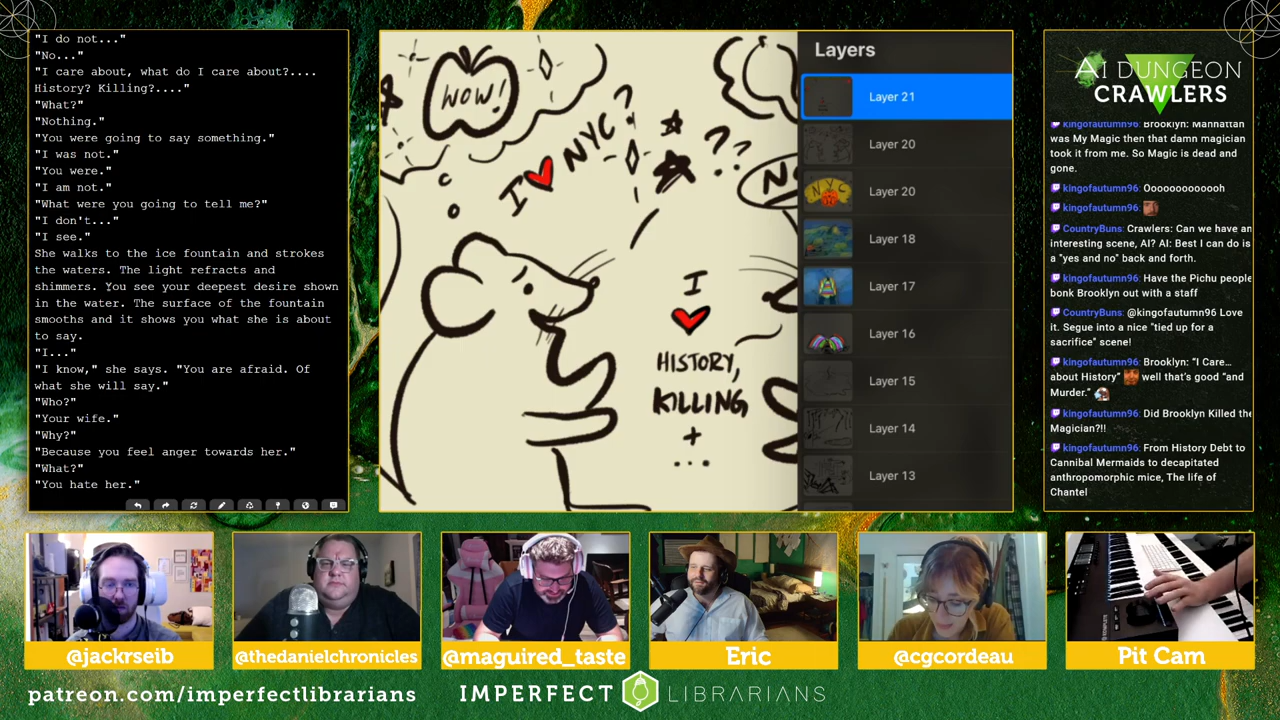 "I do not..."
"No..."
"I care about, what do I care about?....
History? Killing?...."
"What?"
"Nothing."
"You were going to say something."
"I was not."
"You were."
"I am not."
"What were you going to tell me?"
"I don't..."
"I see."
She walks to the ice fountain and strokes
the waters. The light refracts and
shimmers. You see your deepest desire shown
in the water. The surface of the fountain
smooths and it shows you what she is about
to say.
"I..."
"I know," she says. "You are afraid. Of
what she will say."
"Who?"
"Your wife."
"Why?"
"Because you feel anger towards her."
"What?"
"You hate her."
WOW!
I NYC?
??
I
HISTORY,
KILLING,
+
...
Layers
Layer 21
Layer 20
NYC
Layer 20
Layer 18
Layer 17
Layer 16
Layer 15
Layer 14
Layer 13
AI DUNGEON
CRAWLERS
kingofautumn96: Brooklyn: Manhattan
was My Magic then that damn magician
took it from me. So Magic is dead and
gone.
kingofautumn96: Ooooooooooooh
kingofautumn96:
CountryBuns: Crawlers: Can we have an
interesting scene, AI? AI: Best I can do is
a "yes and no" back and forth.
kingofautumn96: Have the Pichu people
bonk Brooklyn out with a staff
CountryBuns: @kingofautumn96 Love
it. Segue into a nice "tied up for a
sacrifice" scene!
kingofautumn96: Brooklyn: "I Care...
about History" well that's good "and
Murder."
kingofautumn96: Did Brooklyn Killed the
Magician?!!
kingofautumn96: From History Debt to
Cannibal Mermaids to decapitated
anthropomorphic mice, The life of
Chantel
@jackrseib
@thedanielchronicles
@maguired_taste
Eric
@cgcordeau
Pit Cam
patreon.com/imperfectlibrarians
IMPERFECT LIBRARIANS